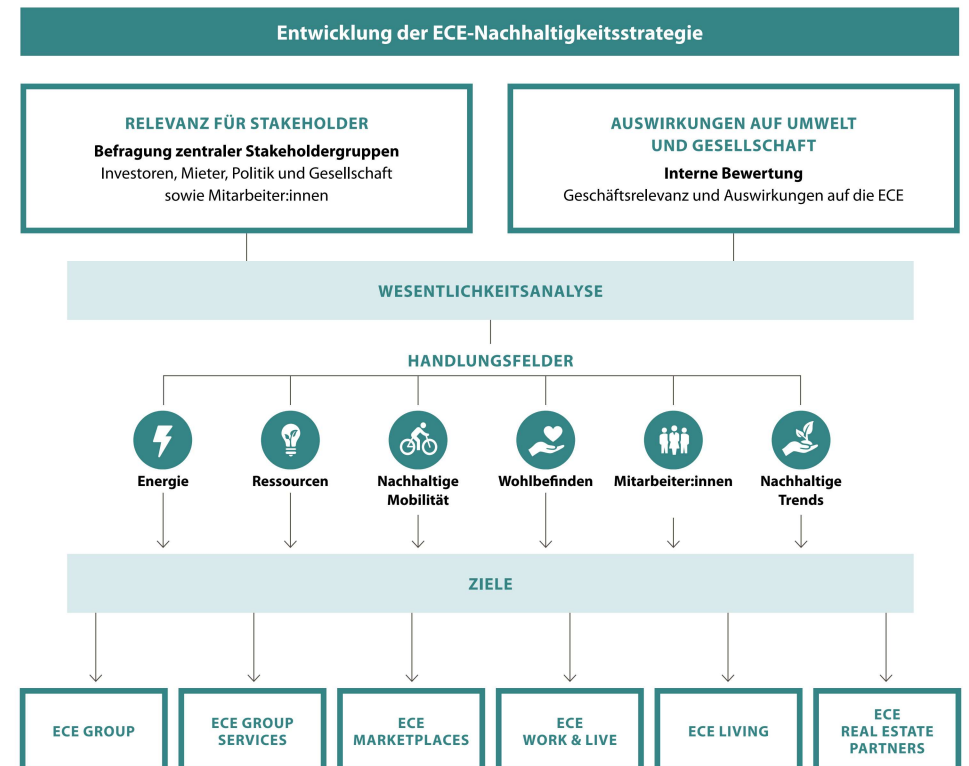 Entwicklung der ECE-Nachhaltigkeitsstrategie
RELEVANZ FÜR STAKEHOLDER
Befragung zentraler Stakeholdergruppen
Investoren, Mieter, Politik und Gesellschaft
sowie Mitarbeiter:innen
AUSWIRKUNGEN AUF UMWELT
UND GESELLSCHAFT
Interne Bewertung
Geschäftsrelevanz und Auswirkungen auf die ECE
WESENTLICHKEITSANALYSE
HANDLUNGSFELDER
Energie
Ressourcen
Nachhaltige
Mobilität
Wohlbefinden
Mitarbeiter:innen
Nachhaltige
Trends
ZIELE
ECE GROUP
ECE GROUP
SERVICES
ECE
MARKETPLACES
ECE
WORK & LIVE
ECE LIVING
ECE
REAL ESTATE
PARTNERS